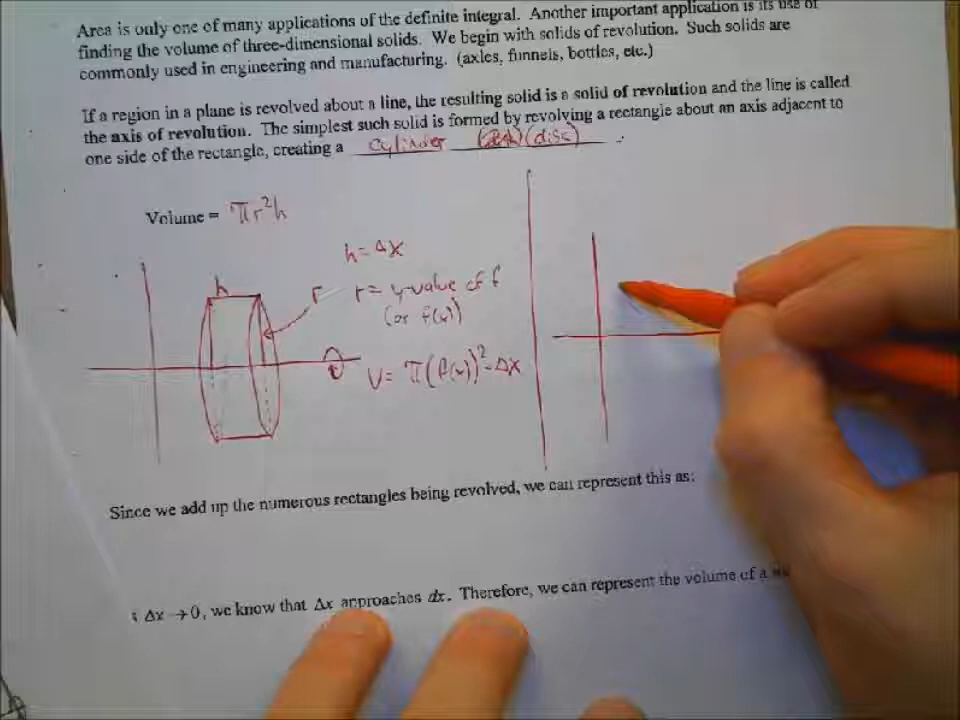 Area is only one of many applications of the definite integral. Another important application is its use of
finding the volume of three-dimensional solids. We begin with solids of revolution. Such solids are
commonly used in engineering and manufacturing. (axles, funnels, bottles, etc.)
If a region in a plane is revolved about a line, the resulting solid is a solid of revolution and the line is called
the axis of revolution. The simplest such solid is formed by revolving a rectangle about an axis adjacent to
one side of the rectangle, creating a cylinder (disc) .
Volume = πr²h
h = Δx
h
r
r = y-value of f
(or f(x))
V = π(f(x))² · Δx
Since we add up the numerous rectangles being revolved, we can represent this as:
Δx → 0, we know that Δx approaches dx. Therefore, we can represent the volume of a